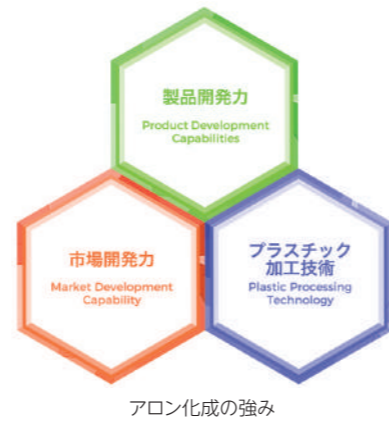 製品開発力
Product Development
Capabilities
市場開発力
Market Development
Capability
プラスチック
加工技術
Plastic Processing
Technology
アロン化成の強み